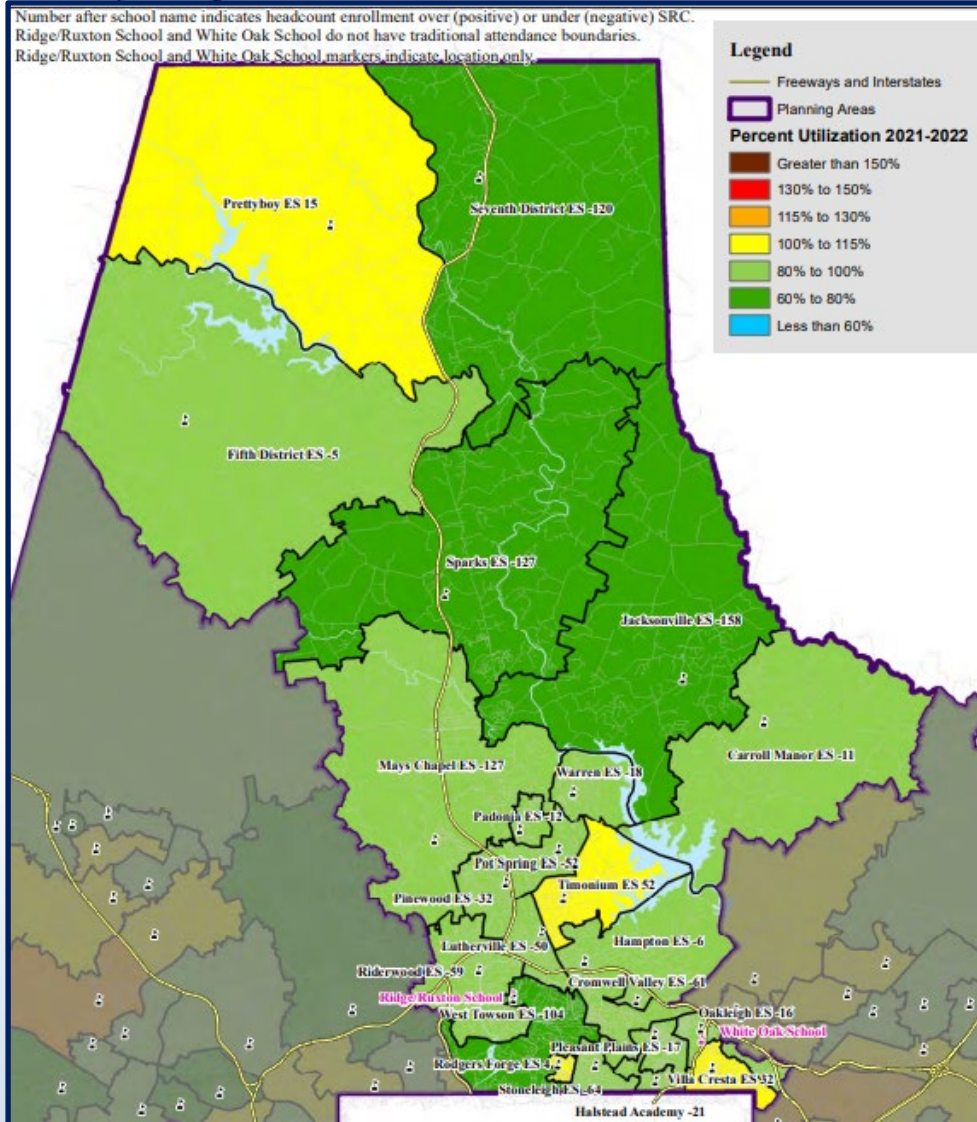 Number after school name indicates headcount enrollment over (positive) or under (negative) SRC.
Ridge/Ruxton School and White Oak School do not have traditional attendance boundaries.
Ridge/Ruxton School and White Oak School markers indicate location only.
Legend
Freeways and Interstates
Planning Areas
Percent Utilization 2021-2022
Greater than 150%
130% to 150%
115% to 130%
100% to 115%
80% to 100%
60% to 80%
Less than 60%
Prettyboy ES 15
Seventh District ES -120
Fifth District ES -5
Sparks ES -127
Jacksonville ES -158
Carroll Manor ES -11
Mays Chapel ES -127
Warren ES -18
Padonia ES -12
Pot Spring ES -52
Timonium ES 52
Pinewood ES -32
Lutherville ES -50
Hampton ES -6
Riderwood ES -59
Cromwell Valley ES -61
Ridge/Ruxton School
West Towson ES -104
Oakleigh ES -16
White Oak School
Pleasant Plains ES -17
Rodgers Forge ES 4
Villa Cresta ES 32
Stoneleigh ES -64
Halstead Academy -21